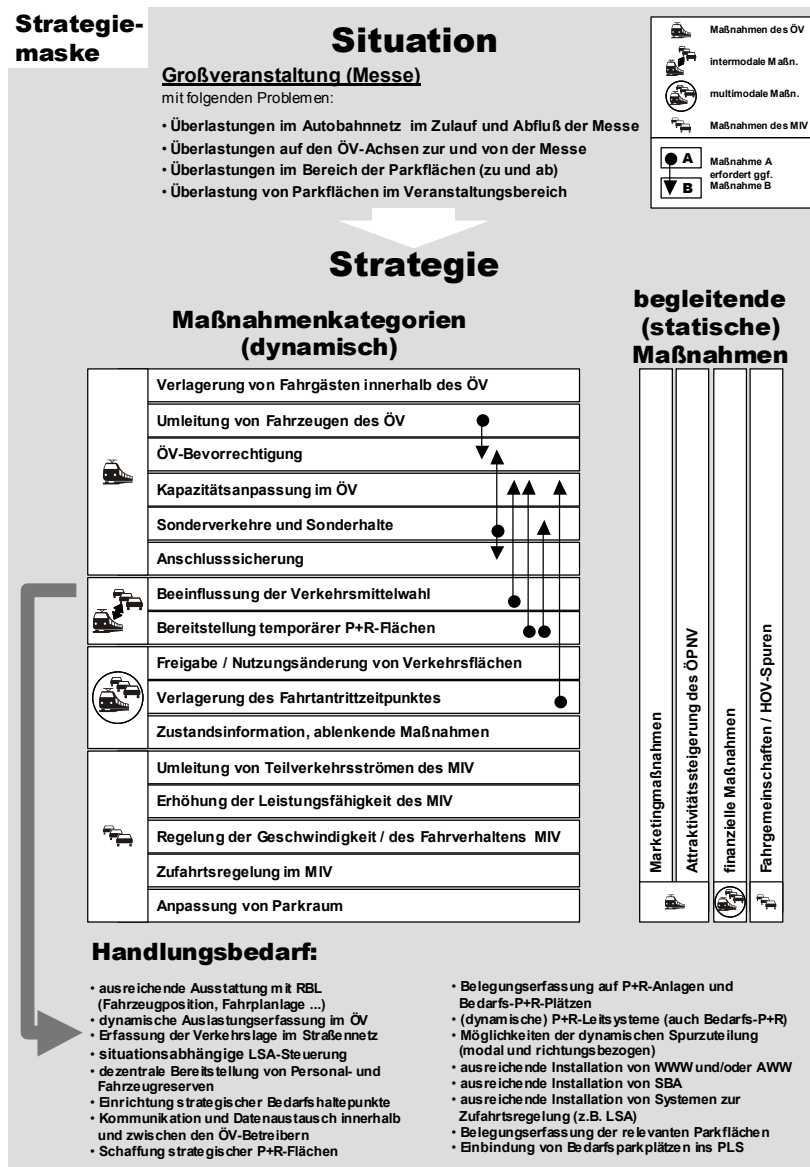 Strategie-
maske
Situation
Großveranstaltung (Messe)
mit folgenden Problemen:
• Überlastungen im Autobahnnetz im Zulauf und Abfluß der Messe
• Überlastungen auf den ÖV-Achsen zur und von der Messe
• Überlastungen im Bereich der Parkflächen (zu und ab)
• Überlastung von Parkflächen im Veranstaltungsbereich
Maßnahmen des ÖV
intermodale Maßn.
multimodale Maßn.
Maßnahmen des MIV
A
B
Maßnahme A
erfordert ggf.
Maßnahme B
Strategie
Maßnahmenkategorien
(dynamisch)
Verlagerung von Fahrgästen innerhalb des ÖV
Umleitung von Fahrzeugen des ÖV
ÖV-Bevorrechtigung
Kapazitätsanpassung im ÖV
Sonderverkehre und Sonderhalte
Anschlusssicherung
Beeinflussung der Verkehrsmittelwahl
Bereitstellung temporärer P+R-Flächen
Freigabe / Nutzungsänderung von Verkehrsflächen
Verlagerung des Fahrtantrittzeitpunktes
Zustandsinformation, ablenkende Maßnahmen
Umleitung von Teilverkehrsströmen des MIV
Erhöhung der Leistungsfähigkeit des MIV
Regelung der Geschwindigkeit / des Fahrverhaltens MIV
Zufahrtsregelung im MIV
Anpassung von Parkraum
begleitende
(statische)
Maßnahmen
Marketingmaßnahmen
Attraktivitätssteigerung des ÖPNV
finanzielle Maßnahmen
Fahrgemeinschaften / HOV-Spuren
Handlungsbedarf:
• ausreichende Ausstattung mit RBL
(Fahrzeugposition, Fahrplanlage ...)
• dynamische Auslastungserfassung im ÖV
• Erfassung der Verkehrslage im Straßennetz
• situationsabhängige LSA-Steuerung
• dezentrale Bereitstellung von Personal- und
Fahrzeugreserven
• Einrichtung strategischer Bedarfshaltepunkte
• Kommunikation und Datenaustausch innerhalb
und zwischen den ÖV-Betreibern
• Schaffung strategischer P+R-Flächen
• Belegungserfassung auf P+R-Anlagen und
Bedarfs-P+R-Plätzen
• (dynamische) P+R-Leitsysteme (auch Bedarfs-P+R)
• Möglichkeiten der dynamischen Spurzuteilung
(modal und richtungsbezogen)
• ausreichende Installation von WWW und/oder AWW
• ausreichende Installation von SBA
• ausreichende Installation von Systemen zur
Zufahrtsregelung (z.B. LSA)
• Belegungserfassung der relevanten Parkflächen
• Einbindung von Bedarfsparkplätzen ins PLS